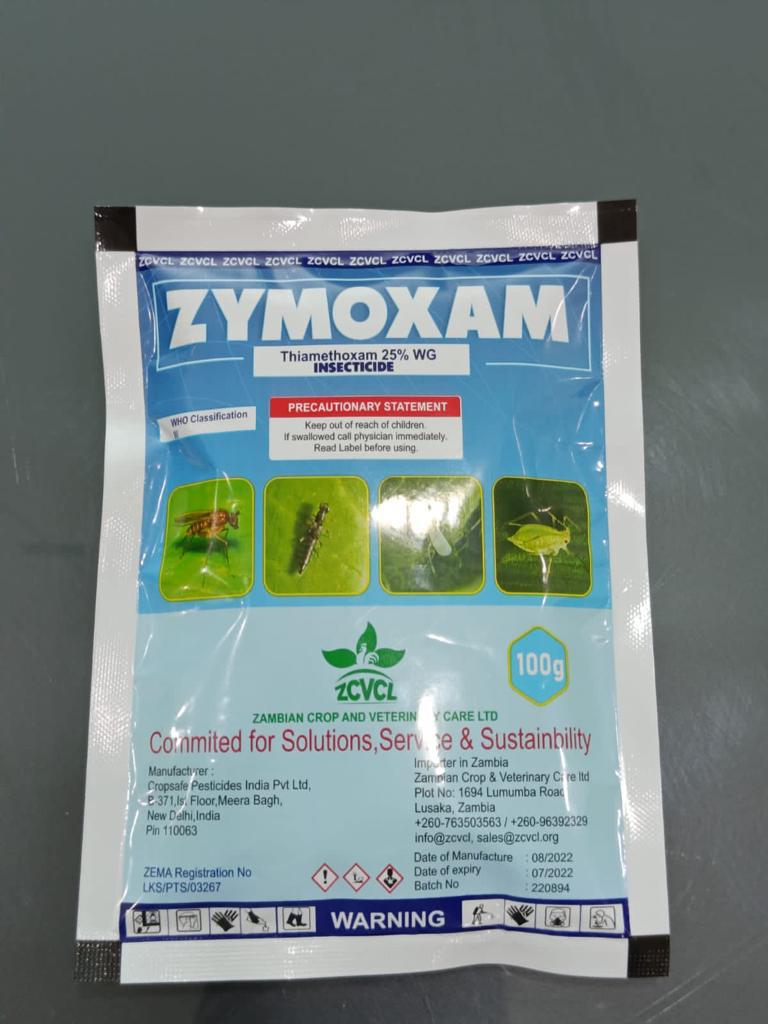 ZCVCL ZCVCL ZCVCL ZCVCL ZCVCL ZCVCL ZCVCL ZCVCL ZCVCL ZCVCL ZCVCL
ZYMOXAM
Thiamethoxam 25% WG
INSECTICIDE
WHO Classification
PRECAUTIONARY STATEMENT
Keep out of reach of children.
If swallowed call physician immediately.
Read Label before using.
100g
ZCVCL
ZAMBIAN CROP AND VETERINARY CARE LTD
Commited for Solutions,Service & Sustainbility
Manufacturer :
Cropsafe Pesticides India Pvt Ltd,
B-371,Ist Floor,Meera Bagh,
New Delhi,India
Pin 110063
Importer in Zambia
Zambian Crop & Veterinary Care ltd
Plot No: 1694 Lumumba Road
Lusaka, Zambia
+260-763503563 / +260-96392329
info@zcvcl, sales@zcvcl.org
ZEMA Registration No
LKS/PTS/03267
Date of Manufacture : 08/2022
Date of expiry : 07/2022
Batch No : 220894
WARNING